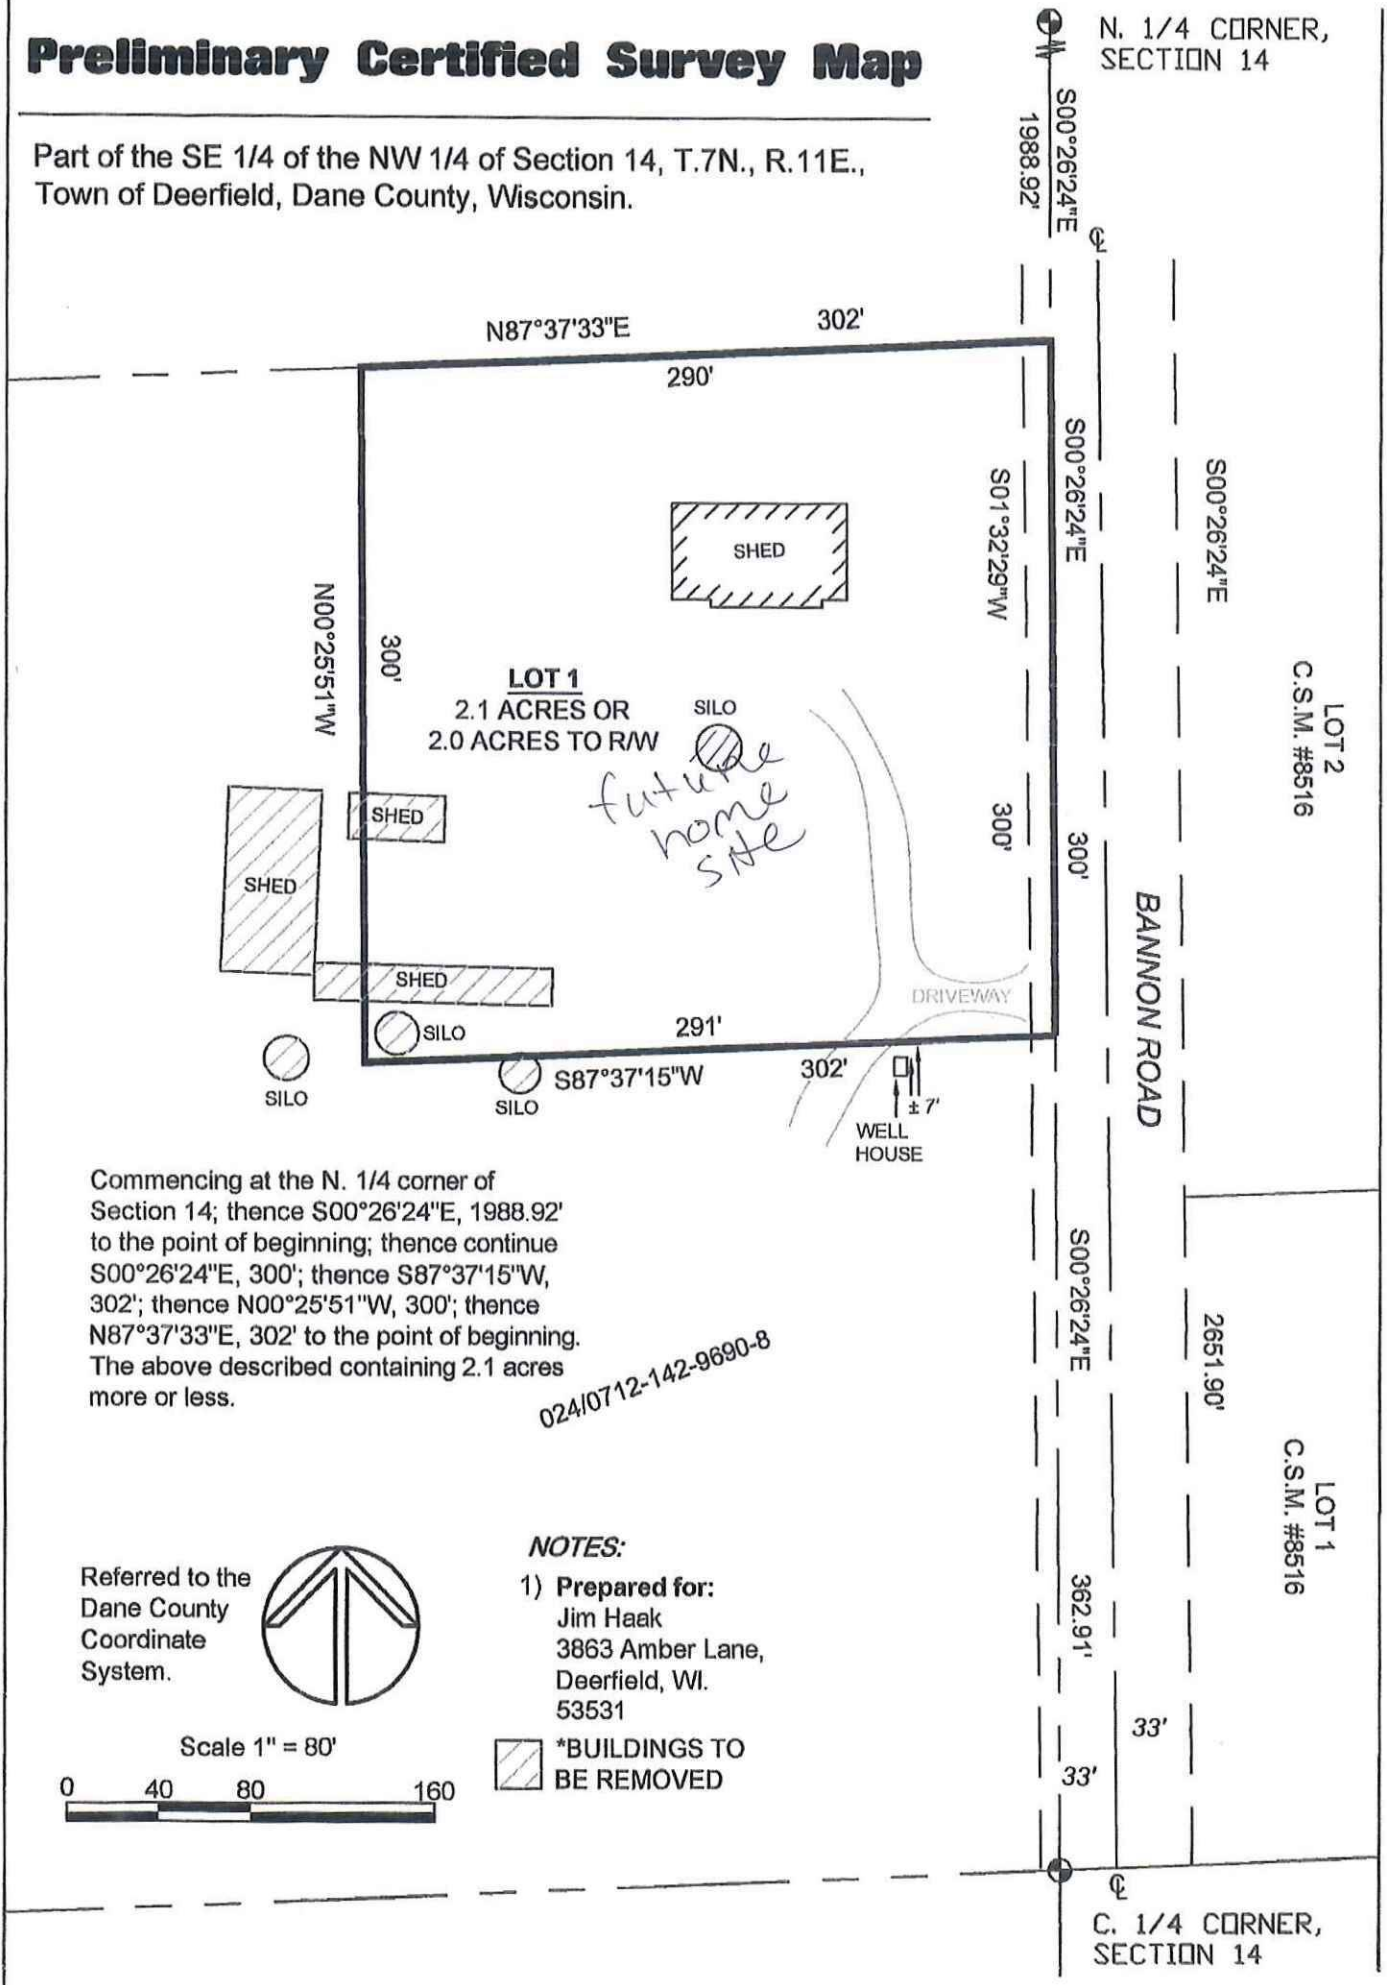 Preliminary Certified Survey Map
N. 1/4 CORNER,
SECTION 14
Part of the SE 1/4 of the NW 1/4 of Section 14, T.7N., R.11E.,
Town of Deerfield, Dane County, Wisconsin.
S00°26'24"E
1988.92'
℄
N87°37'33"E
302'
290'
S00°26'24"E
S01°32'29"W
S00°26'24"E
SHED
N00°25'51"W
300'
LOT 1
2.1 ACRES OR
2.0 ACRES TO R/W
SILO
future
home
site
LOT 2
C.S.M. #8516
300'
300'
SHED
SHED
SHED
SILO
DRIVEWAY
BANNON ROAD
291'
S87°37'15"W
302'
SILO
SILO
± 7'
WELL
HOUSE
Commencing at the N. 1/4 corner of
Section 14; thence S00°26'24"E, 1988.92'
to the point of beginning; thence continue
S00°26'24"E, 300'; thence S87°37'15"W,
302'; thence N00°25'51"W, 300'; thence
N87°37'33"E, 302' to the point of beginning.
The above described containing 2.1 acres
more or less.
024/0712-142-9690-8
S00°26'24"E
2651.90'
LOT 1
C.S.M. #8516
Referred to the
Dane County
Coordinate
System.
NOTES:
1) Prepared for:
Jim Haak
3863 Amber Lane,
Deerfield, WI.
53531
362.91'
33'
33'
Scale 1" = 80'
0 40 80 160
*BUILDINGS TO
BE REMOVED
℄
C. 1/4 CORNER,
SECTION 14